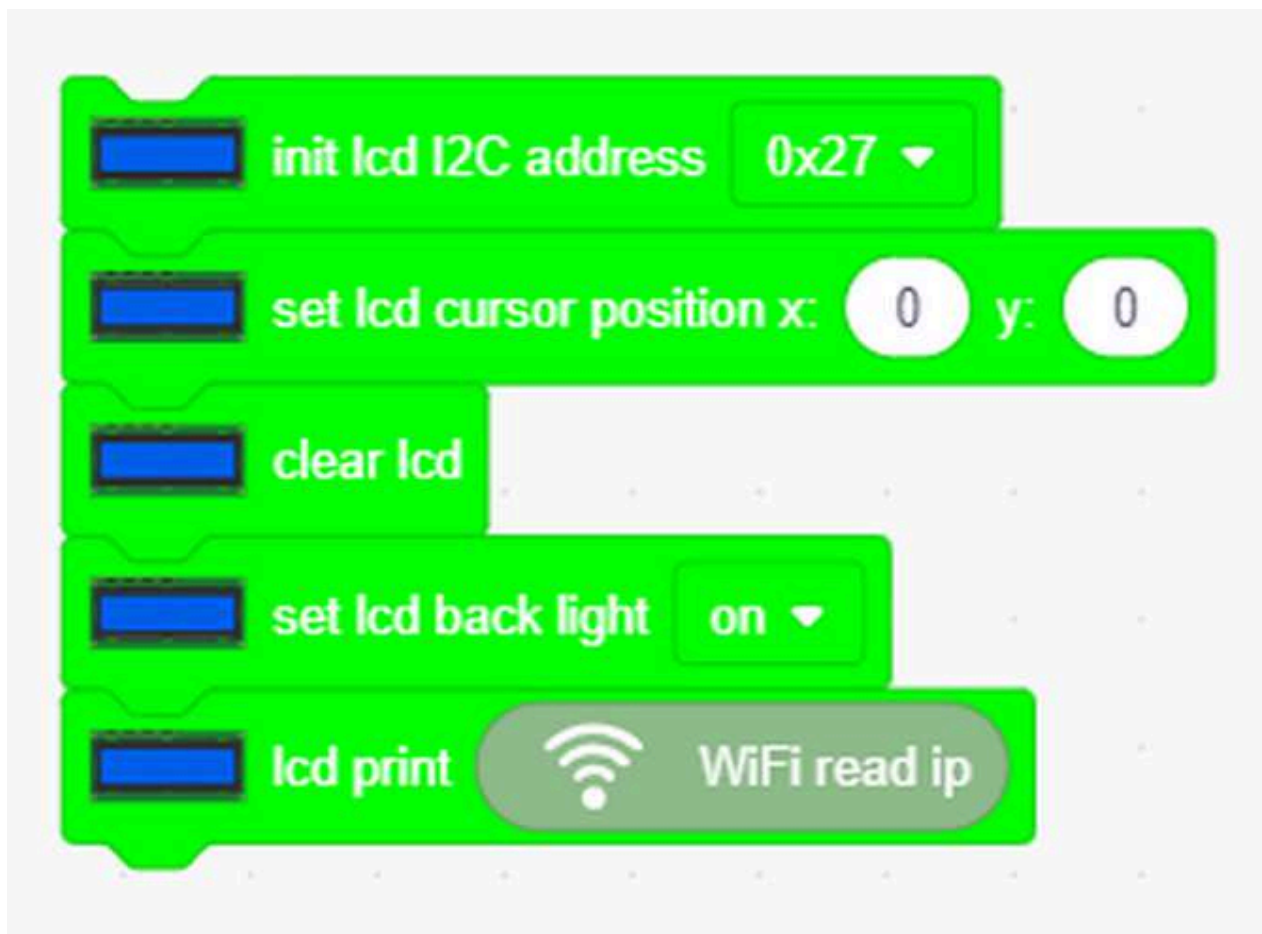 init lcd I2C address 0x27
set lcd cursor position x: 0 y: 0
clear lcd
set lcd back light on
lcd print WiFi read ip